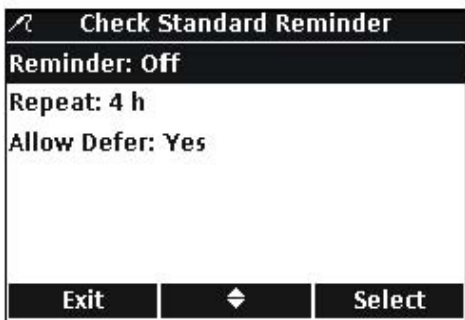 Check Standard Reminder
Reminder: Off
Repeat: 4 h
Allow Defer: Yes
Exit Select